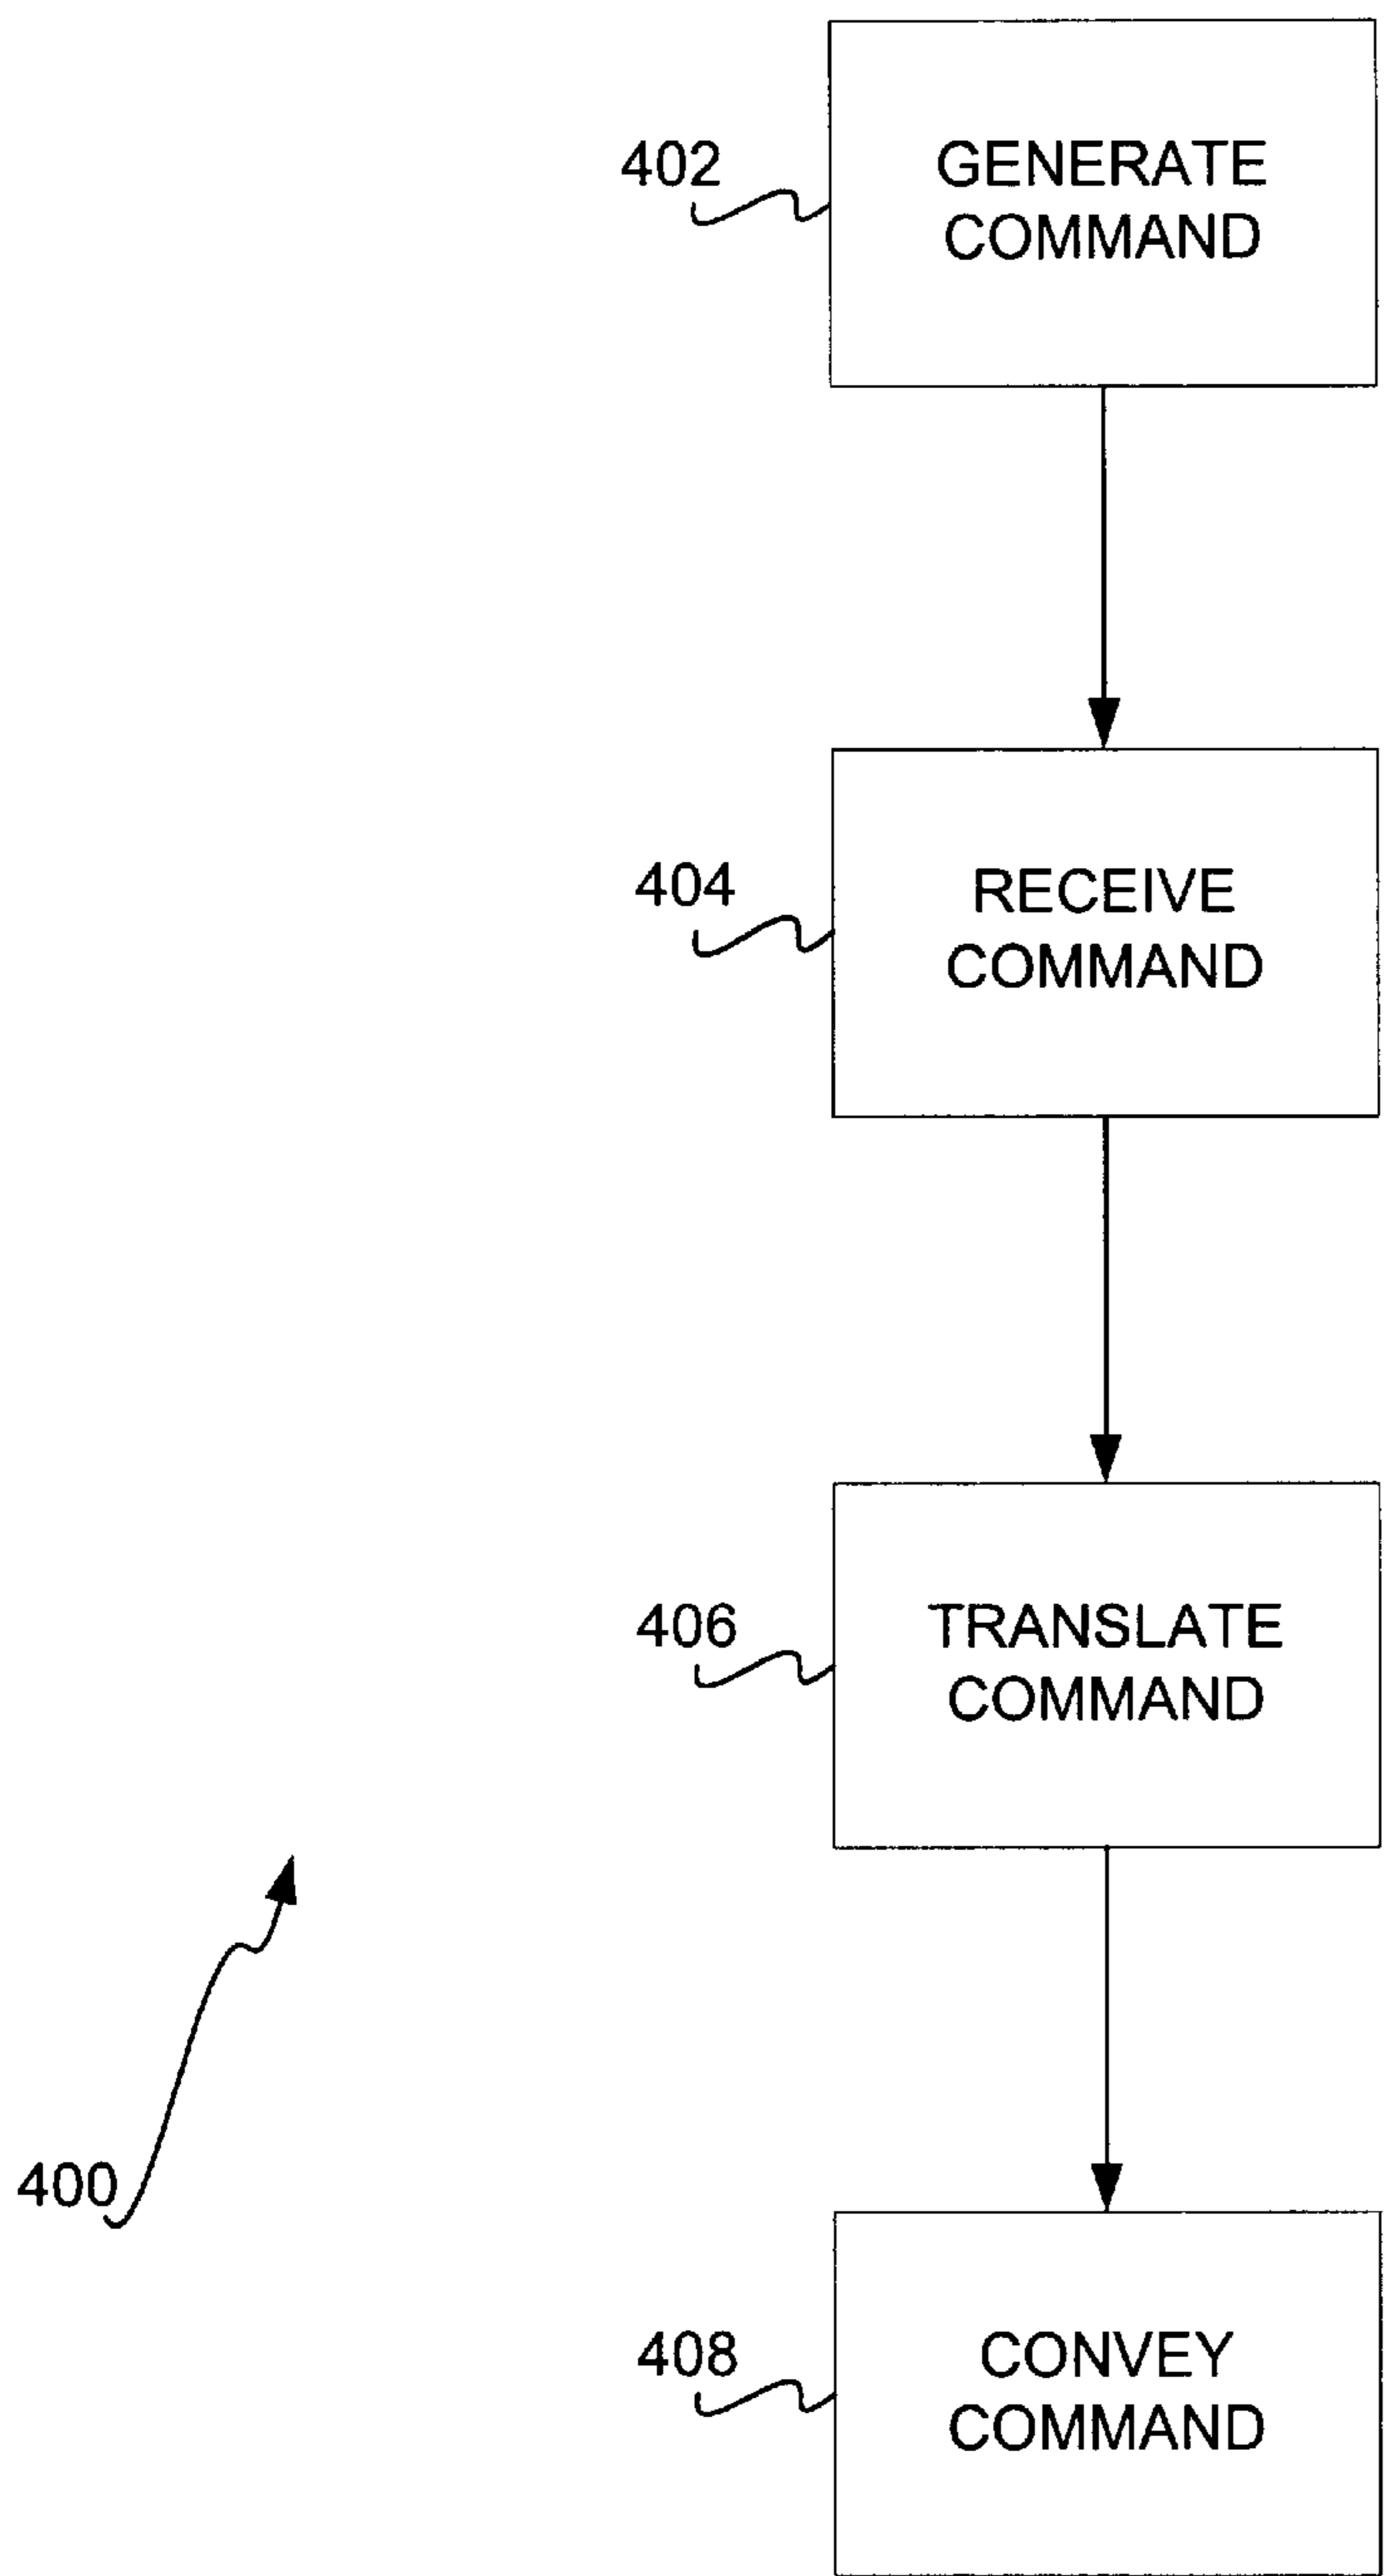 402
GENERATE
COMMAND
404
RECEIVE
COMMAND
406
TRANSLATE
COMMAND
400
408
CONVEY
COMMAND